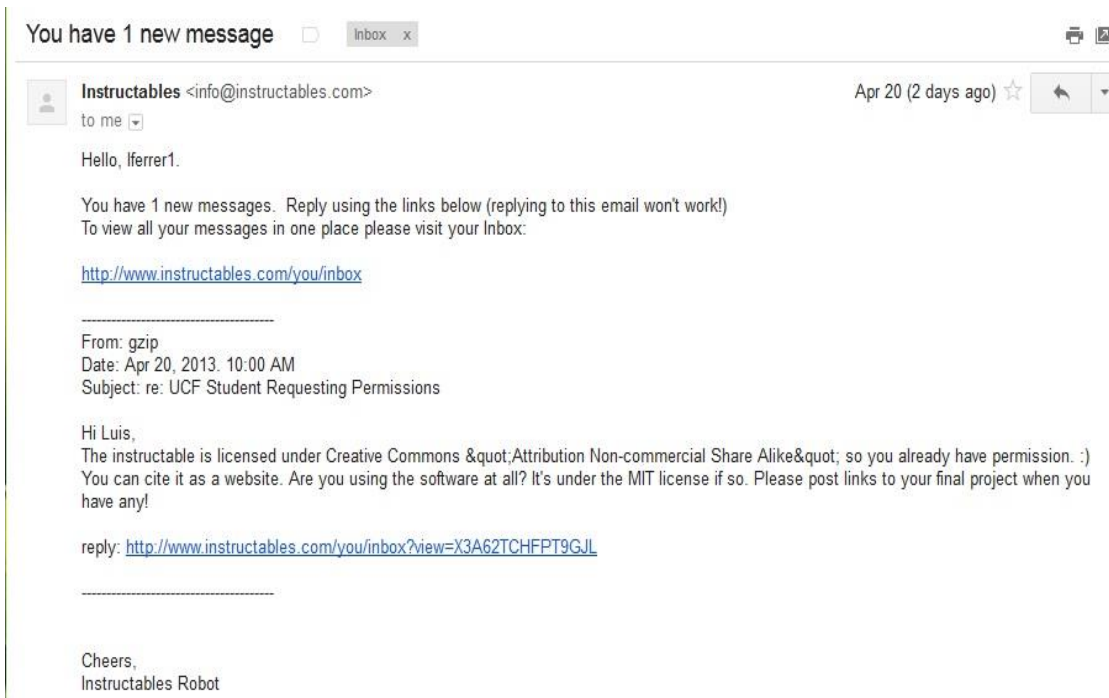 You have 1 new message
Inbox x
Instructables <info@instructables.com>
Apr 20 (2 days ago)
to me
Hello, lferrer1.
You have 1 new messages. Reply using the links below (replying to this email won't work!)
To view all your messages in one place please visit your Inbox:
http://www.instructables.com/you/inbox
----------------------------------------
From: gzip
Date: Apr 20, 2013. 10:00 AM
Subject: re: UCF Student Requesting Permissions
Hi Luis,
The instructable is licensed under Creative Commons &quot;Attribution Non-commercial Share Alike&quot; so you already have permission. :)
You can cite it as a website. Are you using the software at all? It's under the MIT license if so. Please post links to your final project when you
have any!
reply: http://www.instructables.com/you/inbox?view=X3A62TCHFPT9GJL
----------------------------------------
Cheers,
Instructables Robot